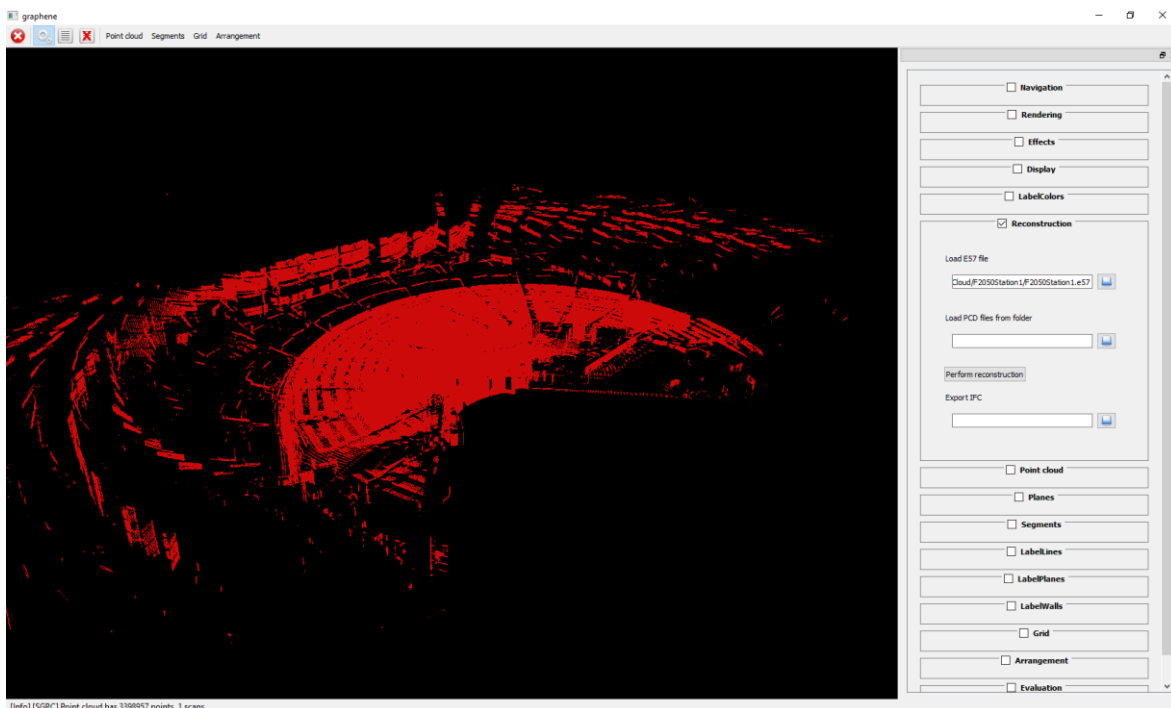 graphene
Point cloud Segments Grid Arrangement
Navigation
Rendering
Effects
Display
LabelColors
Reconstruction
Load E57 file
Cloud/F2050Station1/F2050Station1.e57
Load PCD files from folder
Perform reconstruction
Export IFC
Point cloud
Planes
Segments
LabelLines
LabelPlanes
LabelWalls
Grid
Arrangement
Evaluation
[Info] [SGPC] Point cloud has 3398957 points, 1 scans